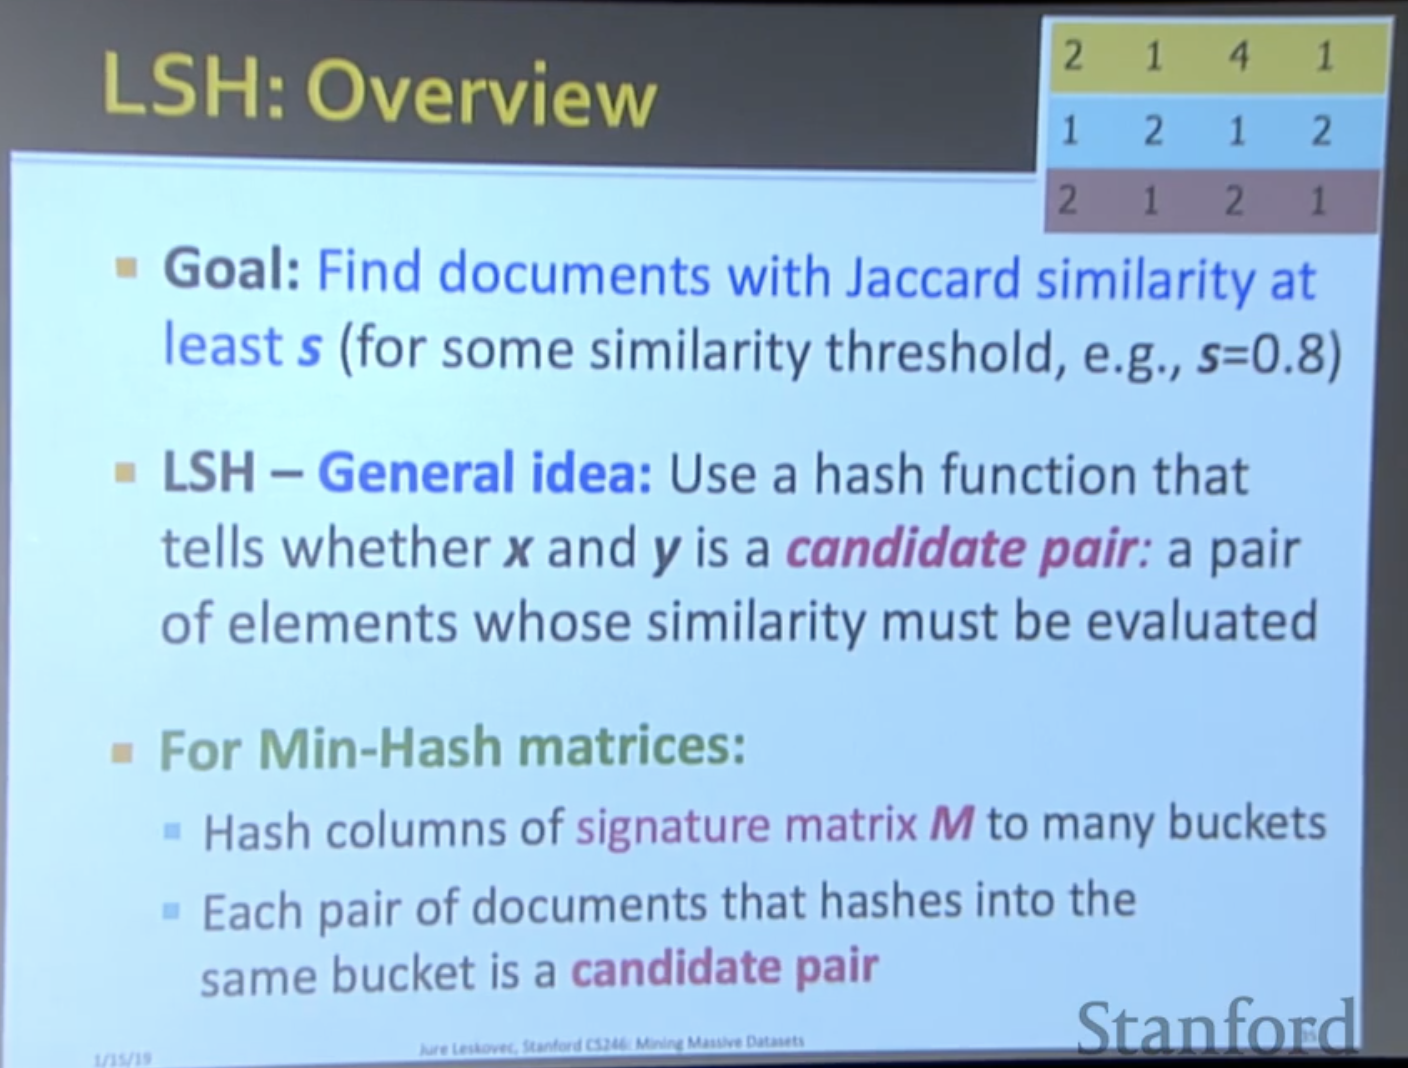 LSH: Overview
2 1 4 1
1 2 1 2
2 1 2 1
Goal: Find documents with Jaccard similarity at
least s (for some similarity threshold, e.g., s=0.8)
LSH – General idea: Use a hash function that
tells whether x and y is a candidate pair: a pair
of elements whose similarity must be evaluated
For Min-Hash matrices:
Hash columns of signature matrix M to many buckets
Each pair of documents that hashes into the
same bucket is a candidate pair
1/15/19
Jure Leskovec, Stanford CS246: Mining Massive Datasets
Stanford